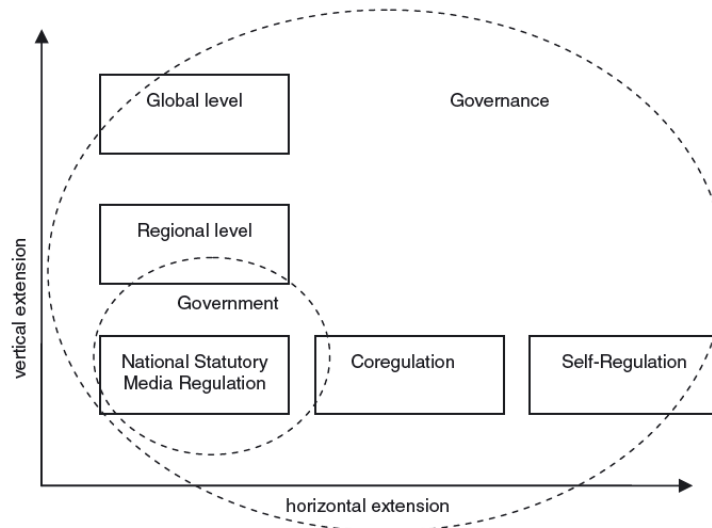 Global level
Governance
Regional level
Government
National Statutory
Media Regulation
Coregulation
Self-Regulation
vertical extension
horizontal extension